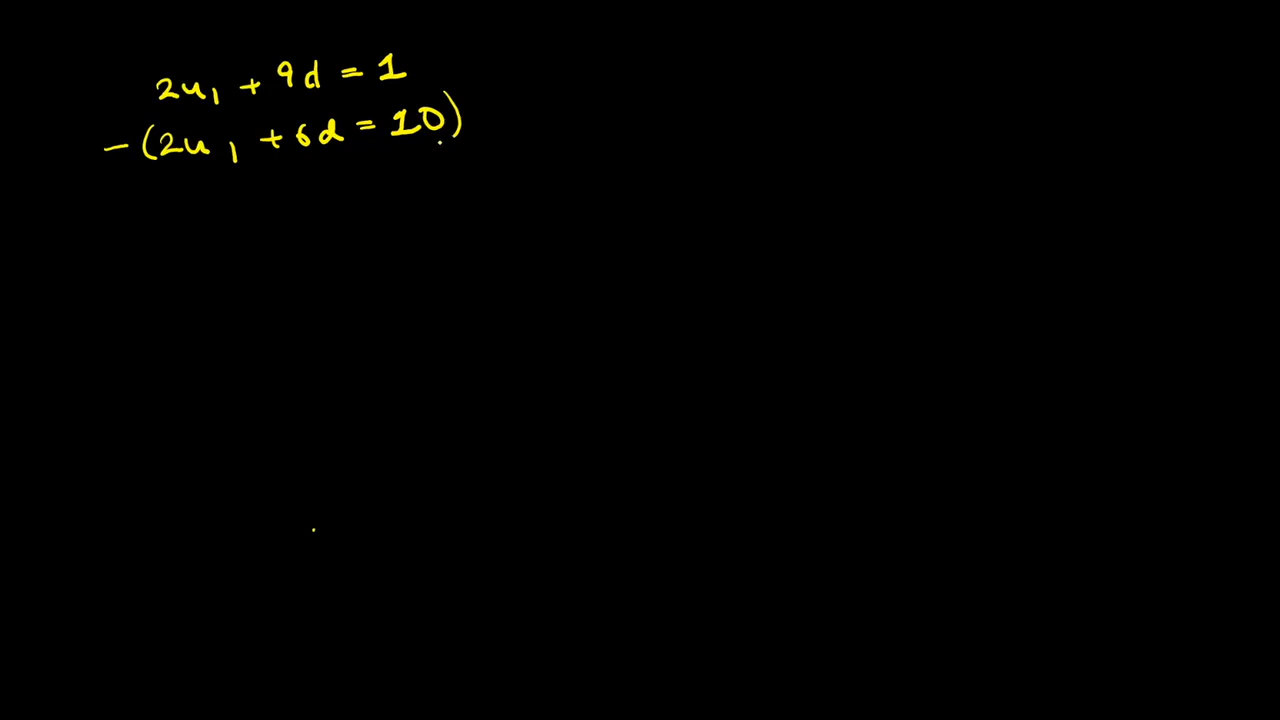 2u₁ + 9d = 1
- (2u₁ + 6d = 10)